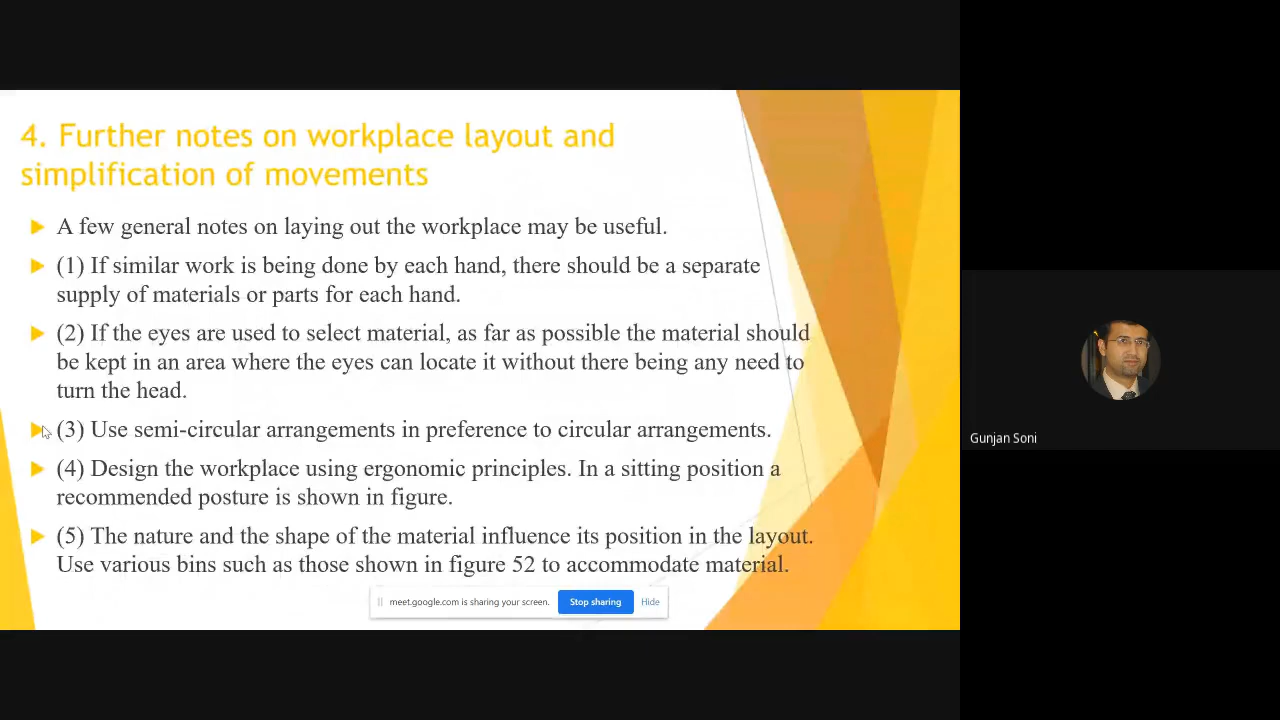 4. Further notes on workplace layout and
simplification of movements
A few general notes on laying out the workplace may be useful.
(1) If similar work is being done by each hand, there should be a separate
supply of materials or parts for each hand.
(2) If the eyes are used to select material, as far as possible the material should
be kept in an area where the eyes can locate it without there being any need to
turn the head.
(3) Use semi-circular arrangements in preference to circular arrangements.
(4) Design the workplace using ergonomic principles. In a sitting position a
recommended posture is shown in figure.
(5) The nature and the shape of the material influence its position in the layout.
Use various bins such as those shown in figure 52 to accommodate material.
meet.google.com is sharing your screen. Stop sharing Hide
Gunjan Soni